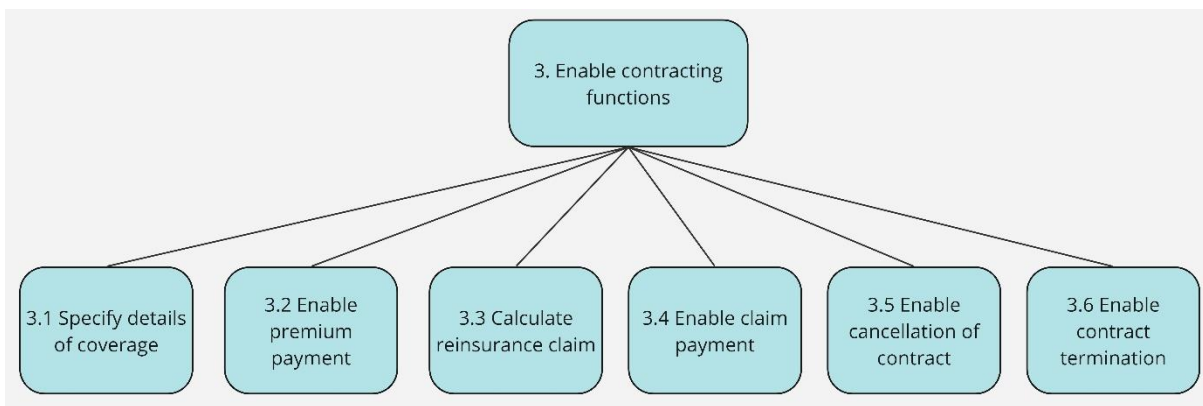 3. Enable contracting
functions
3.1 Specify details
of coverage
3.2 Enable
premium
payment
3.3 Calculate
reinsurance claim
3.4 Enable claim
payment
3.5 Enable
cancellation of
contract
3.6 Enable
contract
termination